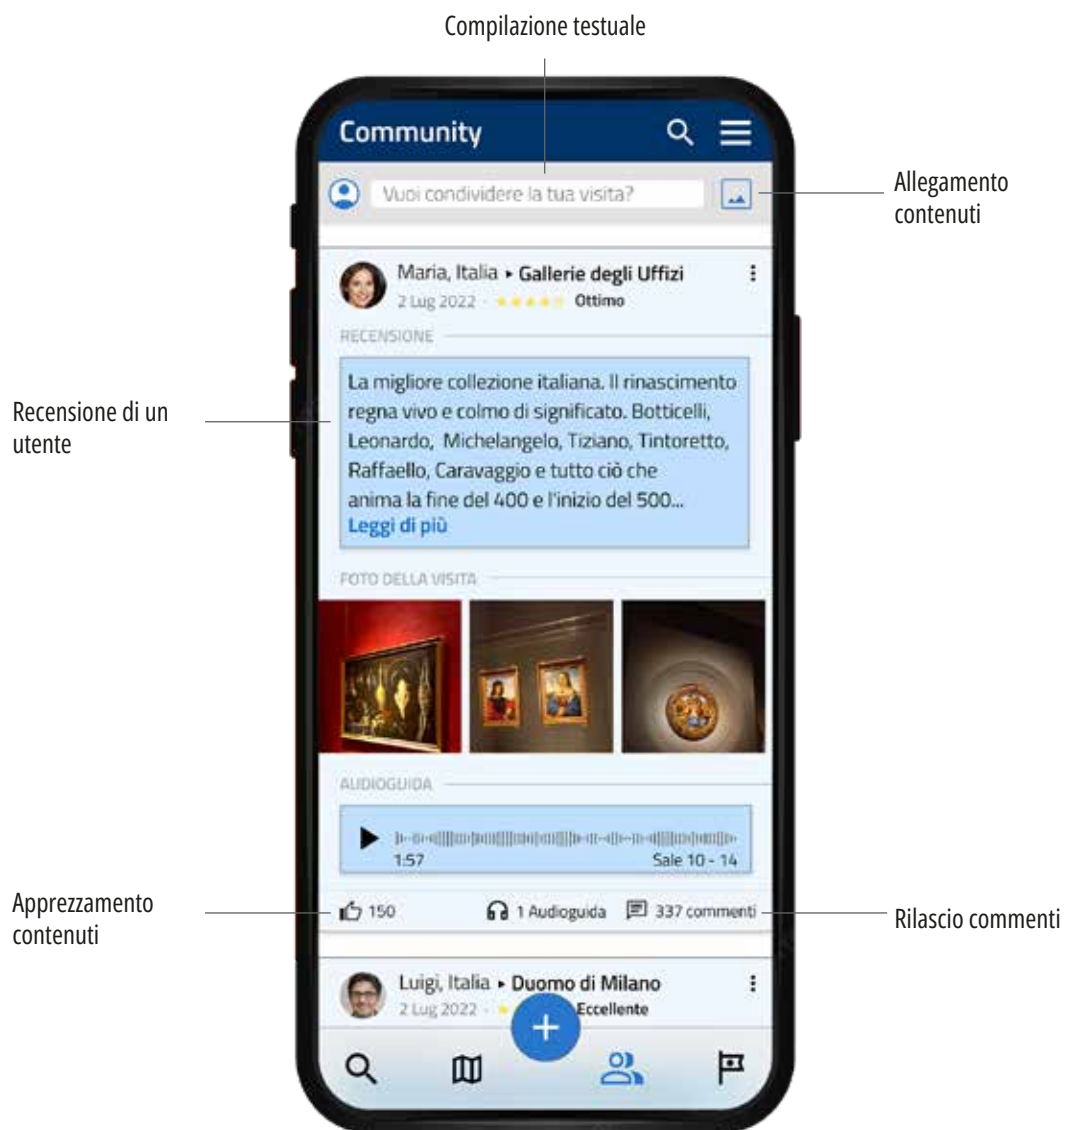 Compilazione testuale
Community
Vuoi condividere la tua visita?
Allegamento
contenuti
Maria, Italia ▸ Gallerie degli Uffizi
2 Lug 2022 - Ottimo
RECENSIONE
La migliore collezione italiana. Il rinascimento
regna vivo e colmo di significato. Botticelli,
Leonardo, Michelangelo, Tiziano, Tintoretto,
Raffaello, Caravaggio e tutto ciò che
anima la fine del 400 e l'inizio del 500...
Leggi di più
Recensione di un
utente
FOTO DELLA VISITA
AUDIOGUIDA
1:57 Sale 10 - 14
Apprezzamento
contenuti
150 1 Audioguida 337 commenti
Rilascio commenti
Luigi, Italia ▸ Duomo di Milano
2 Lug 2022 - Eccellente